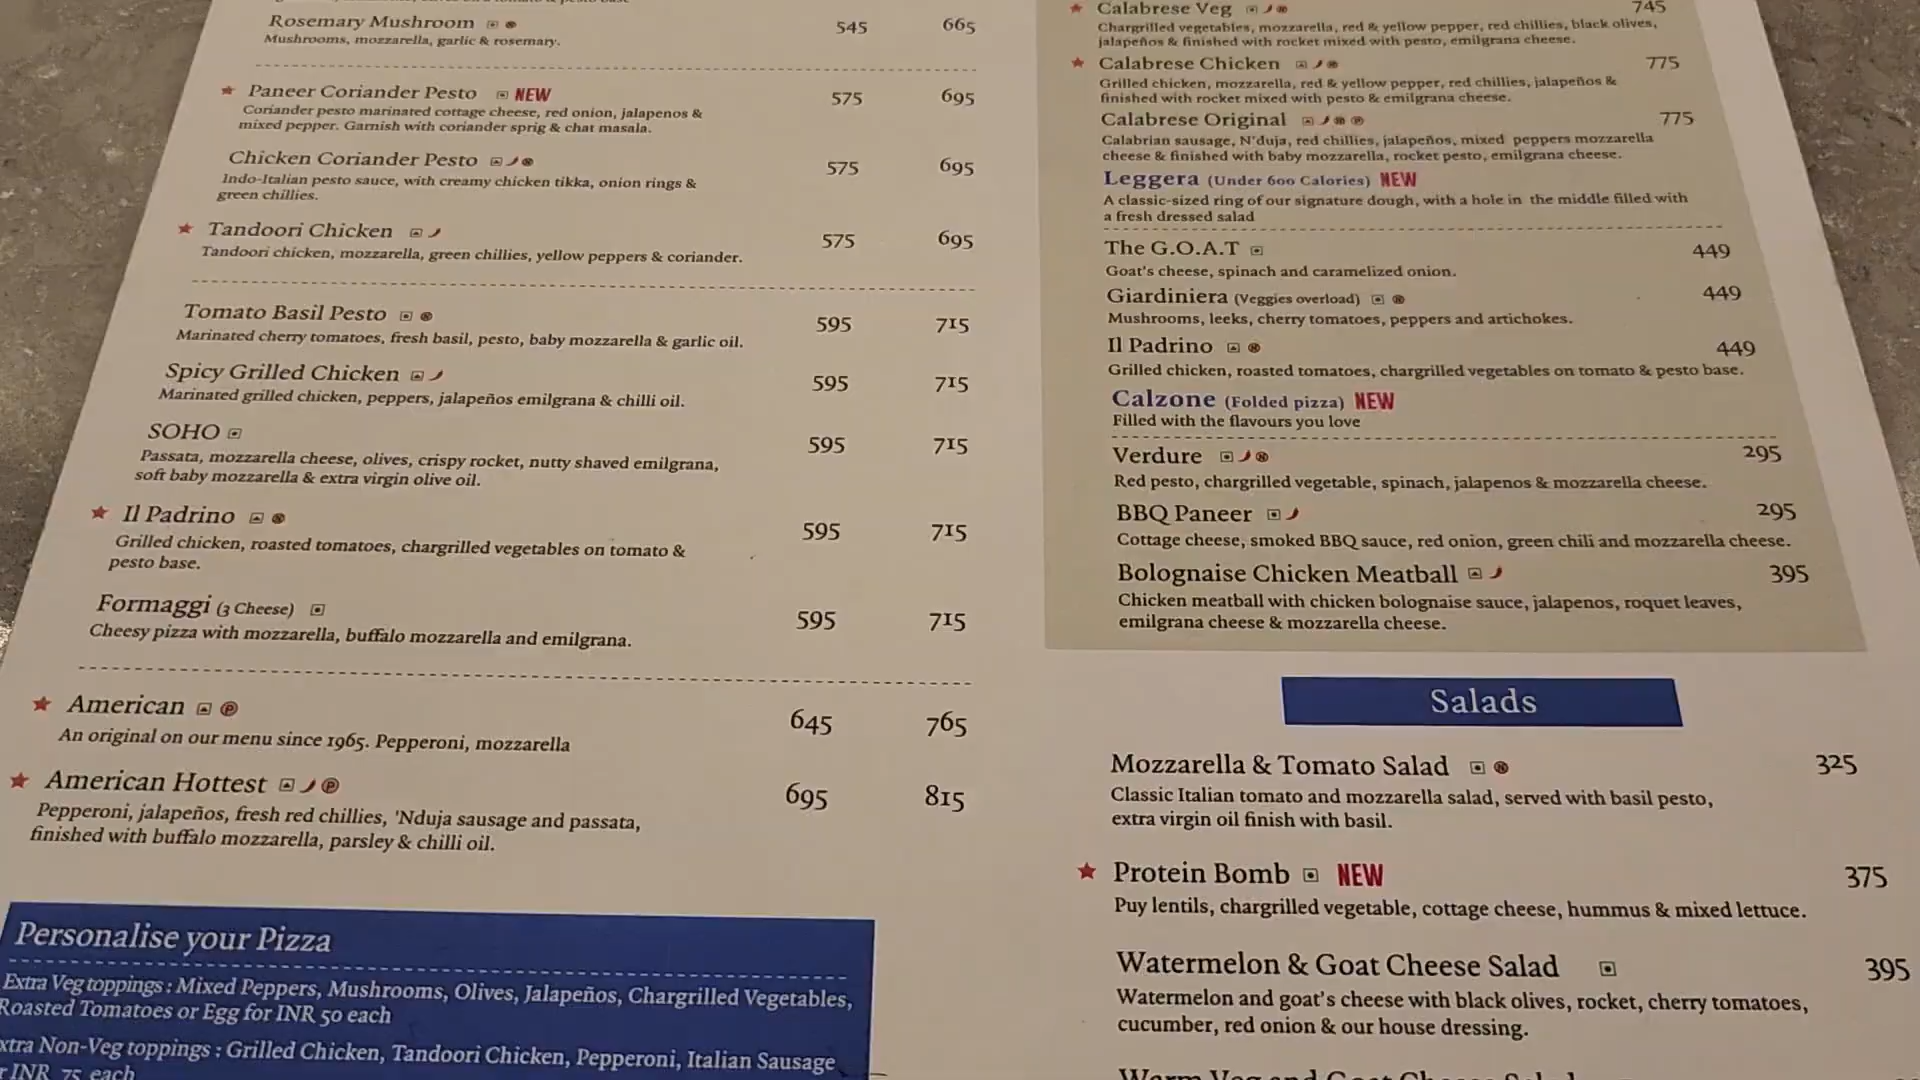 Rosemary Mushroom 545 665
Mushrooms, mozzarella, garlic & rosemary.
Paneer Coriander Pesto NEW 575 695
Coriander pesto marinated cottage cheese, red onion, jalapenos &
mixed pepper. Garnish with coriander sprig & chat masala.
Chicken Coriander Pesto 575 695
Indo-Italian pesto sauce, with creamy chicken tikka, onion rings &
green chillies.
Tandoori Chicken 575 695
Tandoori chicken, mozzarella, green chillies, yellow peppers & coriander.
Tomato Basil Pesto 595 715
Marinated cherry tomatoes, fresh basil, pesto, baby mozzarella & garlic oil.
Spicy Grilled Chicken 595 715
Marinated grilled chicken, peppers, jalapeños emilgrana & chilli oil.
SOHO 595 715
Passata, mozzarella cheese, olives, crispy rocket, nutty shaved emilgrana,
soft baby mozzarella & extra virgin olive oil.
Il Padrino 595 715
Grilled chicken, roasted tomatoes, chargrilled vegetables on tomato &
pesto base.
Formaggi (3 Cheese) 595 715
Cheesy pizza with mozzarella, buffalo mozzarella and emilgrana.
American P 645 765
An original on our menu since 1965. Pepperoni, mozzarella
American Hottest P 695 815
Pepperoni, jalapeños, fresh red chillies, 'Nduja sausage and passata,
finished with buffalo mozzarella, parsley & chilli oil.
Personalise your Pizza
Extra Veg toppings : Mixed Peppers, Mushrooms, Olives, Jalapeños, Chargrilled Vegetables,
Roasted Tomatoes or Egg for INR 50 each
Non-Veg toppings : Grilled Chicken, Tandoori Chicken, Pepperoni, Italian Sausage
INR 75 each
Calabrese Veg 745
Chargrilled vegetables, mozzarella, red & yellow pepper, red chillies, black olives,
jalapeños & finished with rocket mixed with pesto, emilgrana cheese.
Calabrese Chicken 775
Grilled chicken, mozzarella, red & yellow pepper, red chillies, jalapeños &
finished with rocket mixed with pesto & emilgrana cheese.
Calabrese Original 775
Calabrian sausage, N'duja, red chillies, jalapeños, mixed peppers mozzarella
cheese & finished with baby mozzarella, rocket pesto, emilgrana cheese.
Leggera (Under 600 Calories) NEW
A classic-sized ring of our signature dough, with a hole in the middle filled with
a fresh dressed salad
The G.O.A.T 449
Goat's cheese, spinach and caramelized onion.
Giardiniera (Veggies overload) 449
Mushrooms, leeks, cherry tomatoes, peppers and artichokes.
Il Padrino 449
Grilled chicken, roasted tomatoes, chargrilled vegetables on tomato & pesto base.
Calzone (Folded pizza) NEW
Filled with the flavours you love
Verdure 295
Red pesto, chargrilled vegetable, spinach, jalapenos & mozzarella cheese.
BBQ Paneer 295
Cottage cheese, smoked BBQ sauce, red onion, green chili and mozzarella cheese.
Bolognaise Chicken Meatball 395
Chicken meatball with chicken bolognaise sauce, jalapenos, roquet leaves,
emilgrana cheese & mozzarella cheese.
Salads
Mozzarella & Tomato Salad 325
Classic Italian tomato and mozzarella salad, served with basil pesto,
extra virgin oil finish with basil.
Protein Bomb NEW 375
Puy lentils, chargrilled vegetable, cottage cheese, hummus & mixed lettuce.
Watermelon & Goat Cheese Salad 395
Watermelon and goat's cheese with black olives, rocket, cherry tomatoes,
cucumber, red onion & our house dressing.